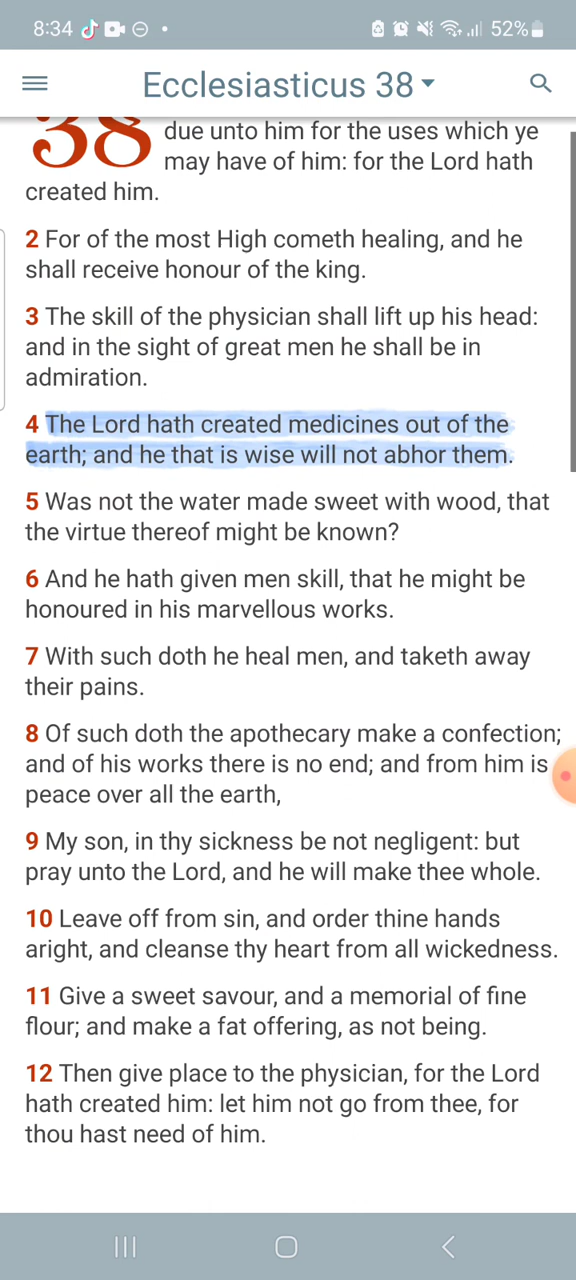 8:34 52%
Ecclesiasticus 38
38 due unto him for the uses which ye
may have of him: for the Lord hath
created him.
2 For of the most High cometh healing, and he
shall receive honour of the king.
3 The skill of the physician shall lift up his head:
and in the sight of great men he shall be in
admiration.
4 The Lord hath created medicines out of the
earth; and he that is wise will not abhor them.
5 Was not the water made sweet with wood, that
the virtue thereof might be known?
6 And he hath given men skill, that he might be
honoured in his marvellous works.
7 With such doth he heal men, and taketh away
their pains.
8 Of such doth the apothecary make a confection;
and of his works there is no end; and from him is
peace over all the earth,
9 My son, in thy sickness be not negligent: but
pray unto the Lord, and he will make thee whole.
10 Leave off from sin, and order thine hands
aright, and cleanse thy heart from all wickedness.
11 Give a sweet savour, and a memorial of fine
flour; and make a fat offering, as not being.
12 Then give place to the physician, for the Lord
hath created him: let him not go from thee, for
thou hast need of him.